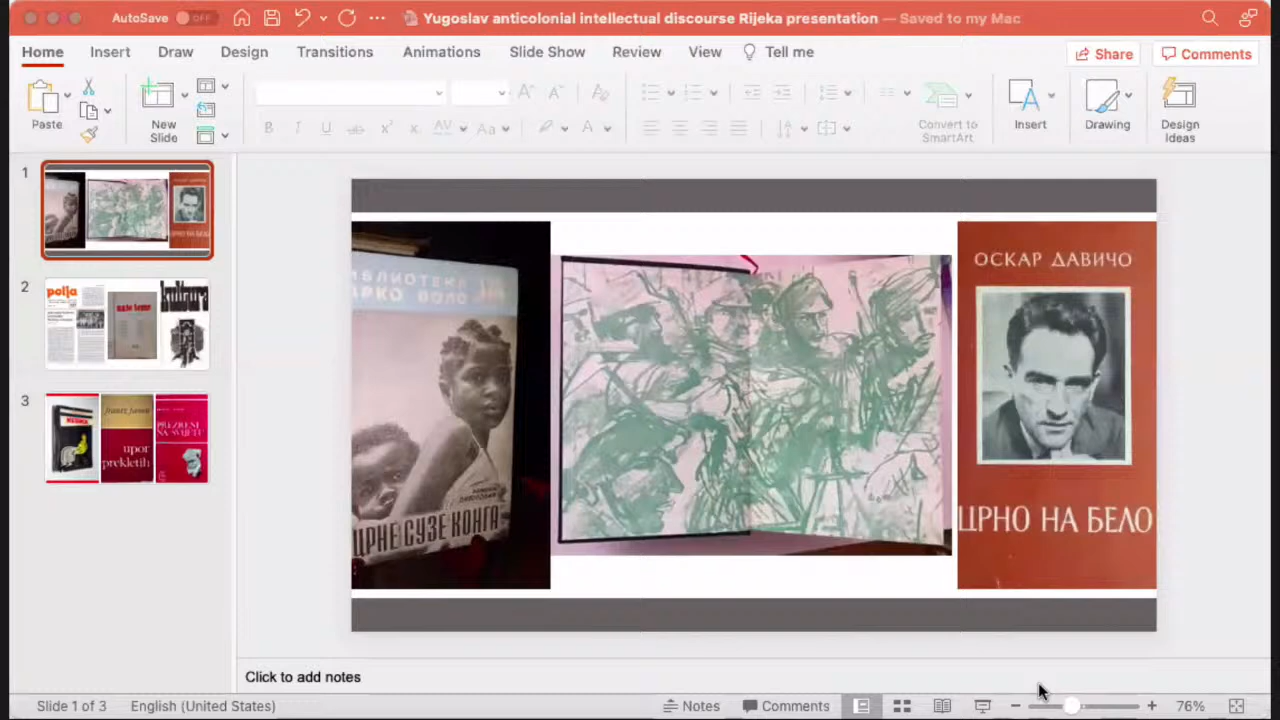 AutoSave OFF
Yugoslav anticolonial intellectual discourse Rijeka presentation — Saved to my Mac
Home Insert Draw Design Transitions Animations Slide Show Review View Tell me
Share Comments
Paste
New Slide
Convert to SmartArt
Insert
Drawing
Design Ideas
1
2
polja
kultura
3
frantz fanon
upor
prekletih
PREZRENI
NA SVIJETU
ЦРНЕ СУЗЕ КОНГА
ОСКАР ДАВИЧО
ЦРНО НА БЕЛО
Click to add notes
Slide 1 of 3 English (United States) Notes Comments 76%